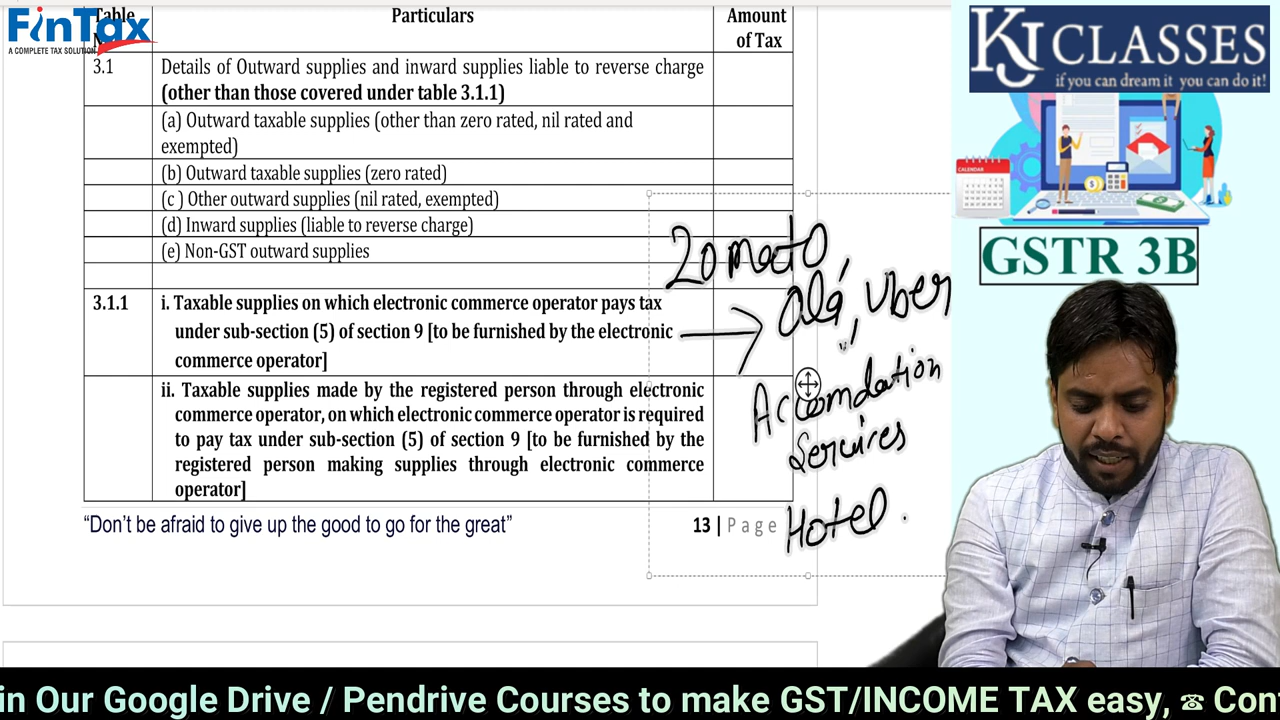 FinTax
A COMPLETE TAX SOLUTION
Table
Particulars
Amount
of Tax
3.1
Details of Outward supplies and inward supplies liable to reverse charge
(other than those covered under table 3.1.1)
(a) Outward taxable supplies (other than zero rated, nil rated and
exempted)
(b) Outward taxable supplies (zero rated)
(c ) Other outward supplies (nil rated, exempted)
(d) Inward supplies (liable to reverse charge)
(e) Non-GST outward supplies
3.1.1
i. Taxable supplies on which electronic commerce operator pays tax
under sub-section (5) of section 9 [to be furnished by the electronic
commerce operator]
ii. Taxable supplies made by the registered person through electronic
commerce operator, on which electronic commerce operator is required
to pay tax under sub-section (5) of section 9 [to be furnished by the
registered person making supplies through electronic commerce
operator]
“Don’t be afraid to give up the good to go for the great”
13 | Page
Zomato,
Ola, Uber
Accomdation
Services
Hotel.
KJ CLASSES
if you can dream it you can do it!
CALENDAR
GSTR 3B
in Our Google Drive / Pendrive Courses to make GST/INCOME TAX easy, ☎ Con